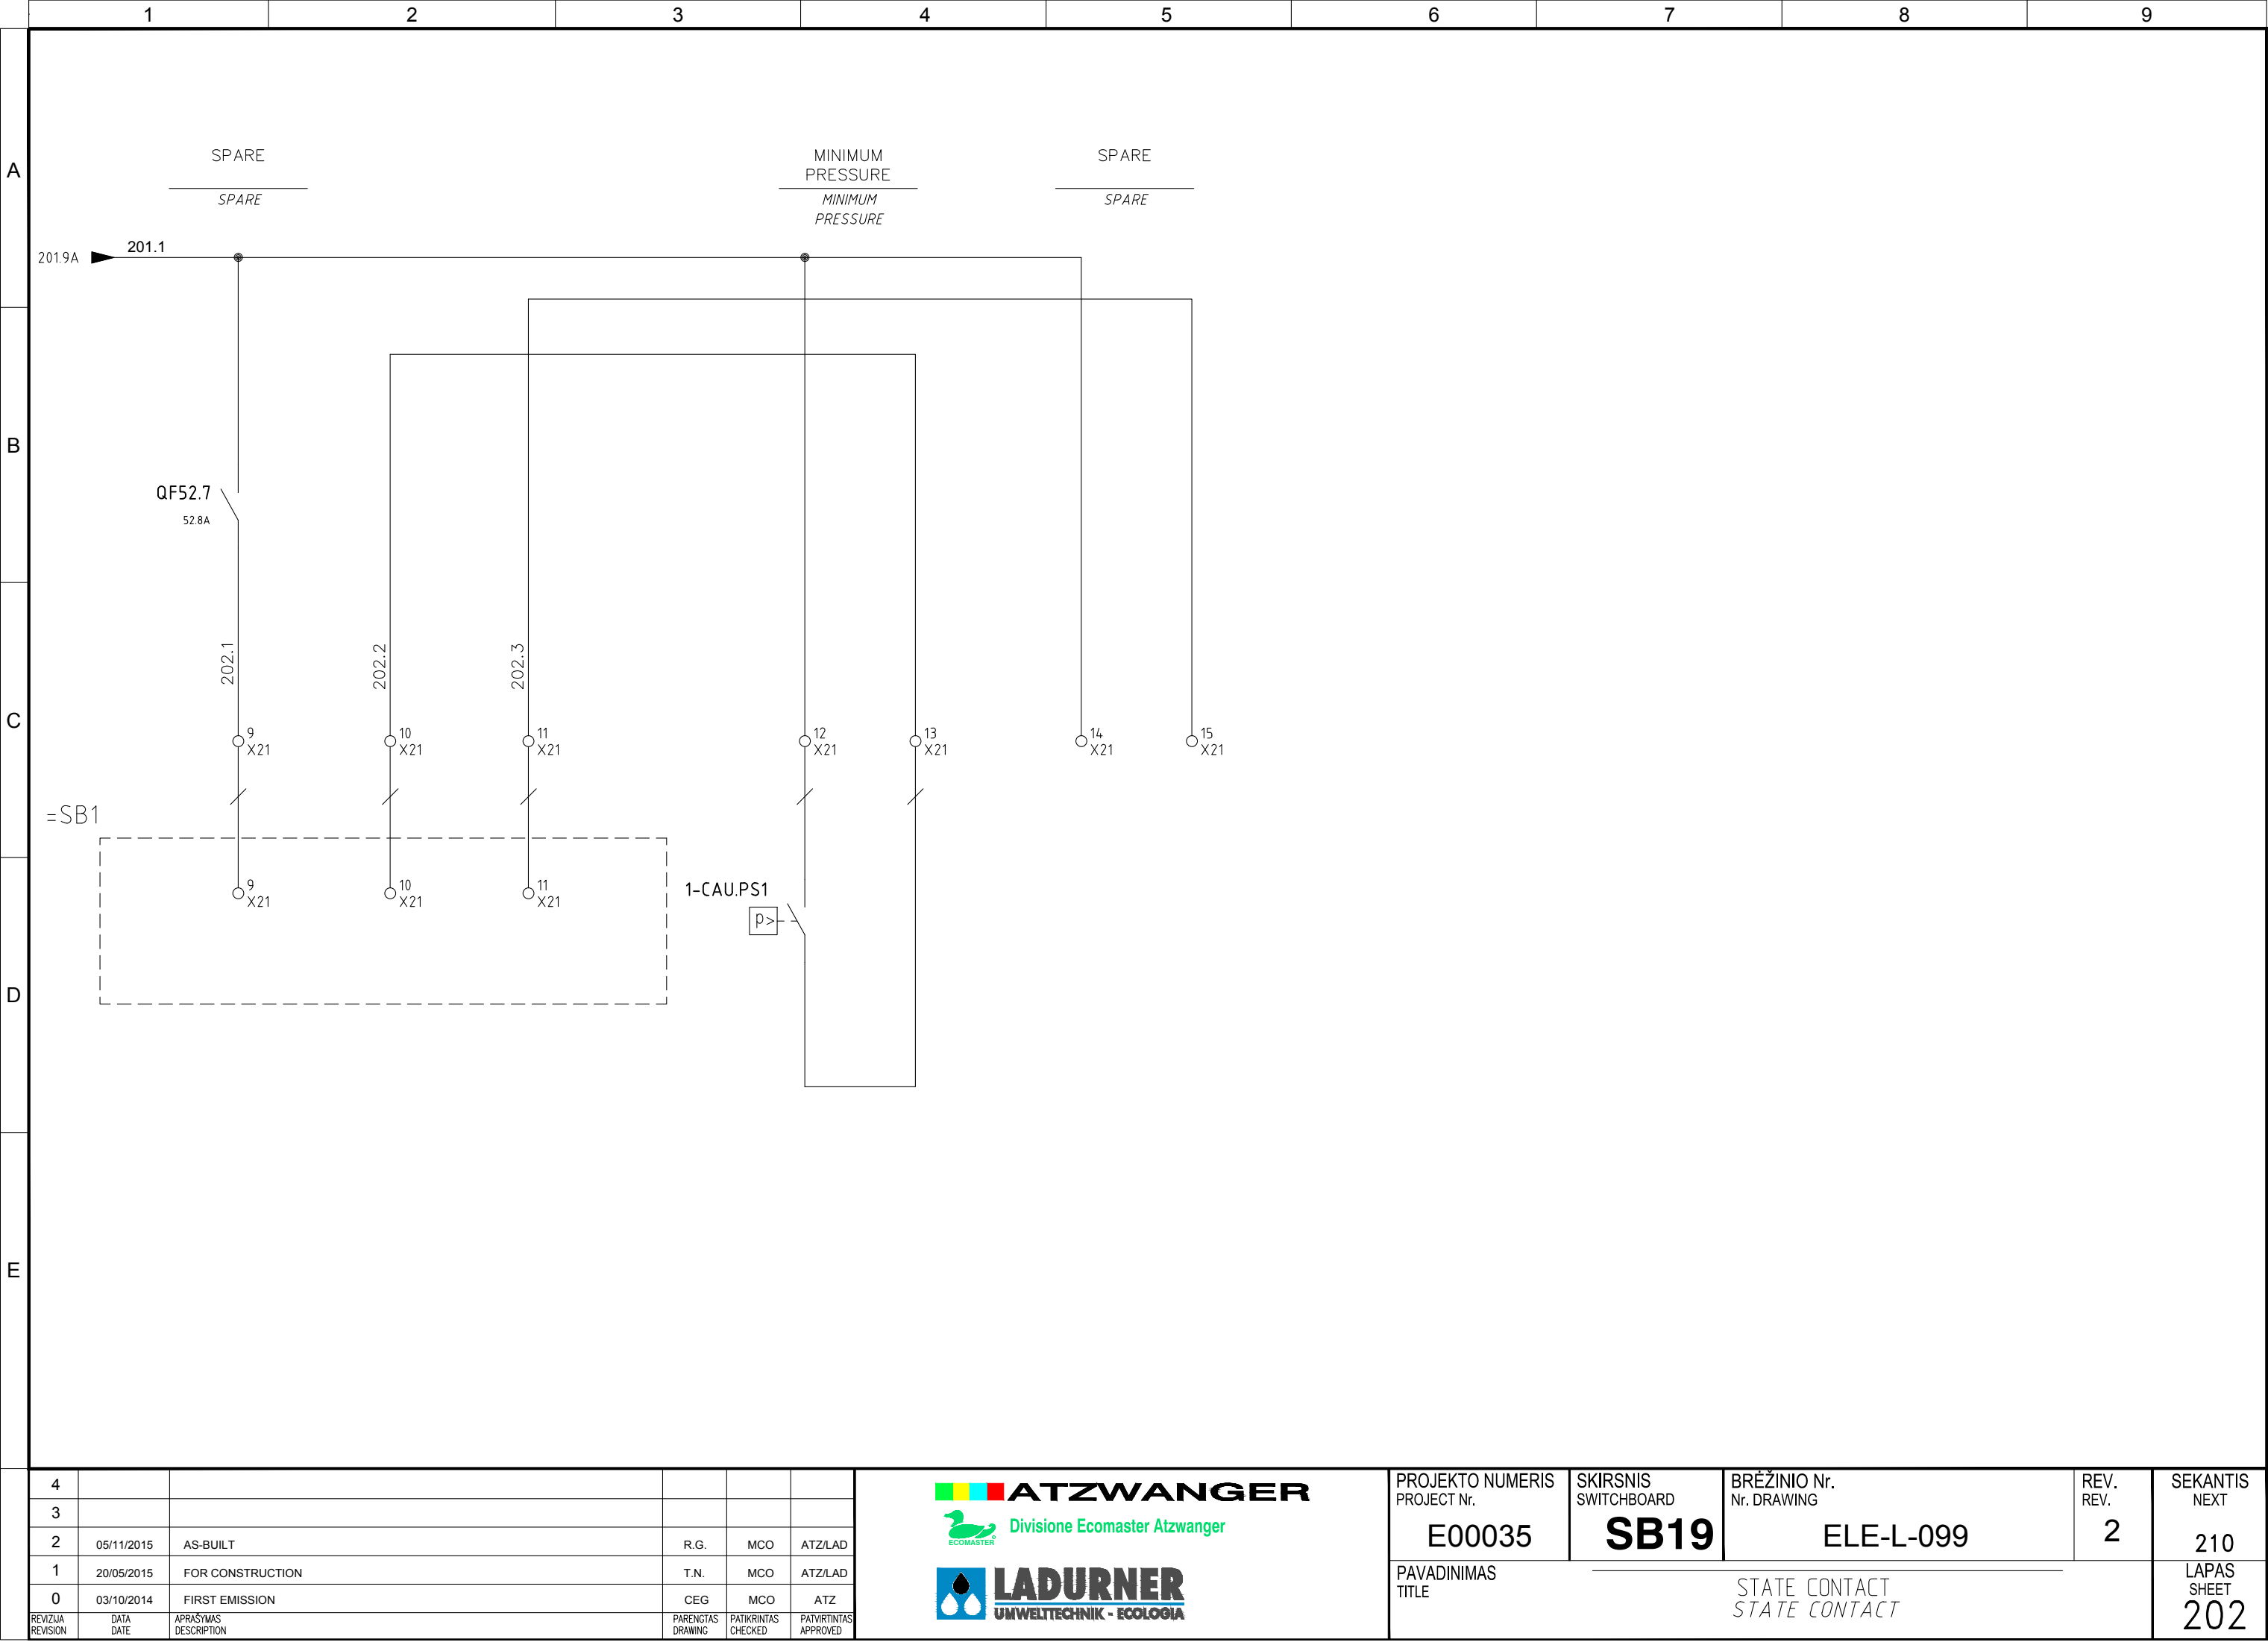 1 2 3 4 5 6 7 8 9
A
SPARE
SPARE
MINIMUM
PRESSURE
MINIMUM
PRESSURE
SPARE
SPARE
201.9A 201.1
B
QF52.7
52.8A
202.1 202.2 202.3
C
9
X21
10
X21
11
X21
12
X21
13
X21
14
X21
15
X21
=SB1
9
X21
10
X21
11
X21
1-CAU.PS1
P>
D
E
4
3
2 05/11/2015 AS-BUILT R.G. MCO ATZ/LAD
1 20/05/2015 FOR CONSTRUCTION T.N. MCO ATZ/LAD
0 03/10/2014 FIRST EMISSION CEG MCO ATZ
REVIZIJA DATA APRAŠYMAS PARENGTAS PATIKRINTAS PATVIRTINTAS
REVISION DATE DESCRIPTION DRAWING CHECKED APPROVED
ATZWANGER
Divisione Ecomaster Atzwanger
ECOMASTER
LADURNER
UMWELTTECHNIK - ECOLOGIA
PROJEKTO NUMERIS
PROJECT Nr.
E00035
SKIRSNIS
SWITCHBOARD
SB19
BRĖŽINIO Nr.
Nr. DRAWING
ELE-L-099
REV.
REV.
2
SEKANTIS
NEXT
210
PAVADINIMAS
TITLE
STATE CONTACT
STATE CONTACT
LAPAS
SHEET
202